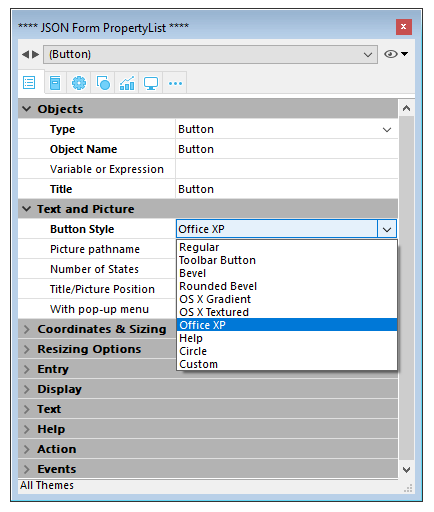 **** JSON Form PropertyList ****
(Button)
Objects
Type Button
Object Name Button
Variable or Expression
Title Button
Text and Picture
Button Style Office XP
Picture pathname
Number of States
Title/Picture Position
With pop-up menu
Regular
Toolbar Button
Bevel
Rounded Bevel
OS X Gradient
OS X Textured
Office XP
Help
Circle
Custom
Coordinates & Sizing
Resizing Options
Entry
Display
Text
Help
Action
Events
All Themes